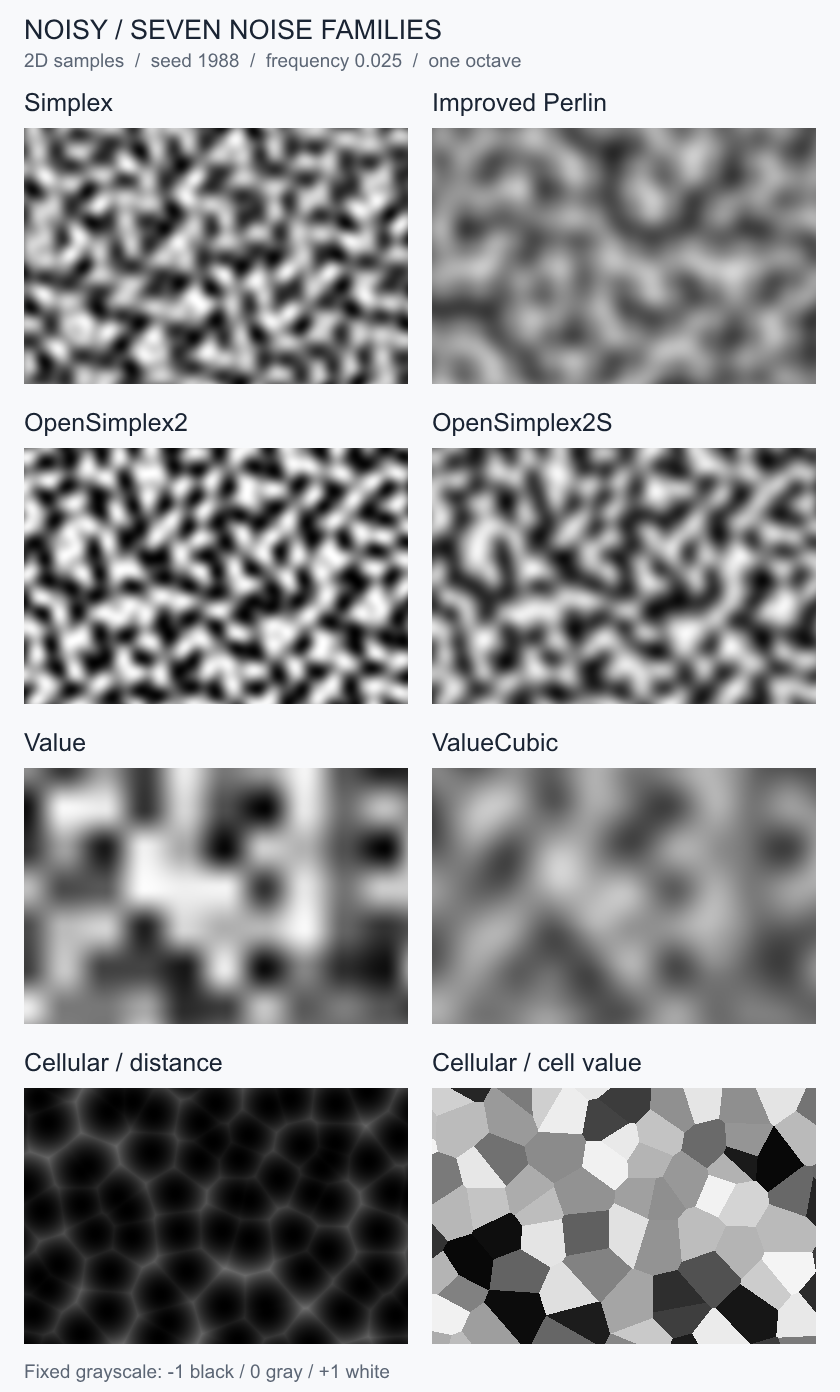 NOISY / SEVEN NOISE FAMILIES
2D samples / seed 1988 / frequency 0.025 / one octave
Simplex
Improved Perlin
OpenSimplex2
OpenSimplex2S
Value
ValueCubic
Cellular / distance
Cellular / cell value
Fixed grayscale: -1 black / 0 gray / +1 white